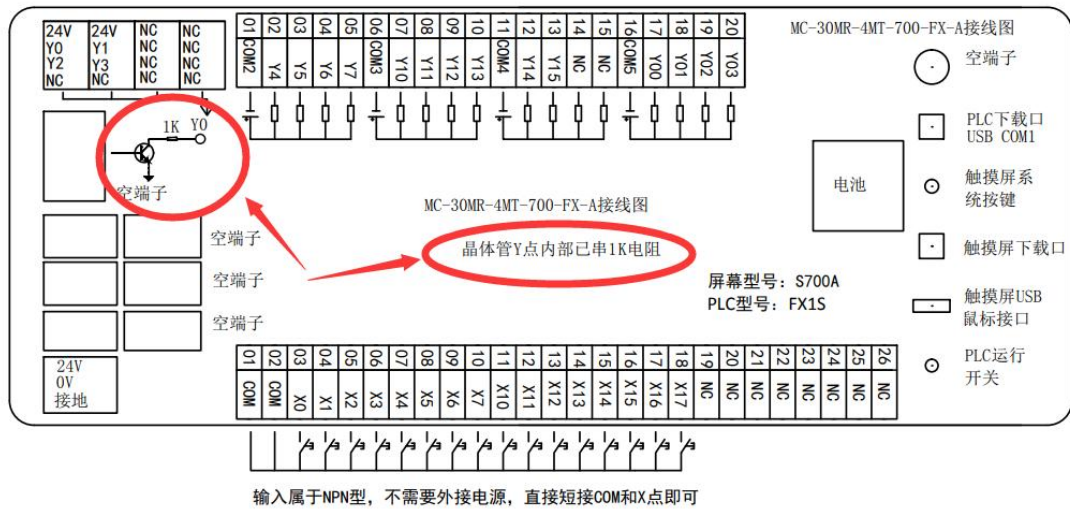 MC-30MR-4MT-700-FX-A接线图
24V 24V NC NC
Y0 Y1 NC NC
Y2 Y3 NC NC
NC NC NC NC
01 02 03 04 05 06 07 08 09 10 11 12 13 14 15 16 17 18 19 20
COM2 Y4 Y5 Y6 Y7 COM3 Y10 Y11 Y12 Y13 COM4 Y14 Y15 NC NC COM5 Y00 Y01 Y02 Y03
1K Y0
空端子
空端子
空端子
空端子
24V
0V
接地
MC-30MR-4MT-700-FX-A接线图
晶体管Y点内部已串1K电阻
屏幕型号：S700A
PLC型号：FX1S
电池
空端子
PLC下载口
USB COM1
触摸屏系
统按键
触摸屏下载口
触摸屏USB
鼠标接口
PLC运行
开关
01 02 03 04 05 06 07 08 09 10 11 12 13 14 15 16 17 18 19 20 21 22 23 24 25 26
COM COM X0 X1 X2 X3 X4 X5 X6 X7 X10 X11 X12 X13 X14 X15 X16 X17 NC NC NC NC NC NC NC NC
输入属于NPN型，不需要外接电源，直接短接COM和X点即可